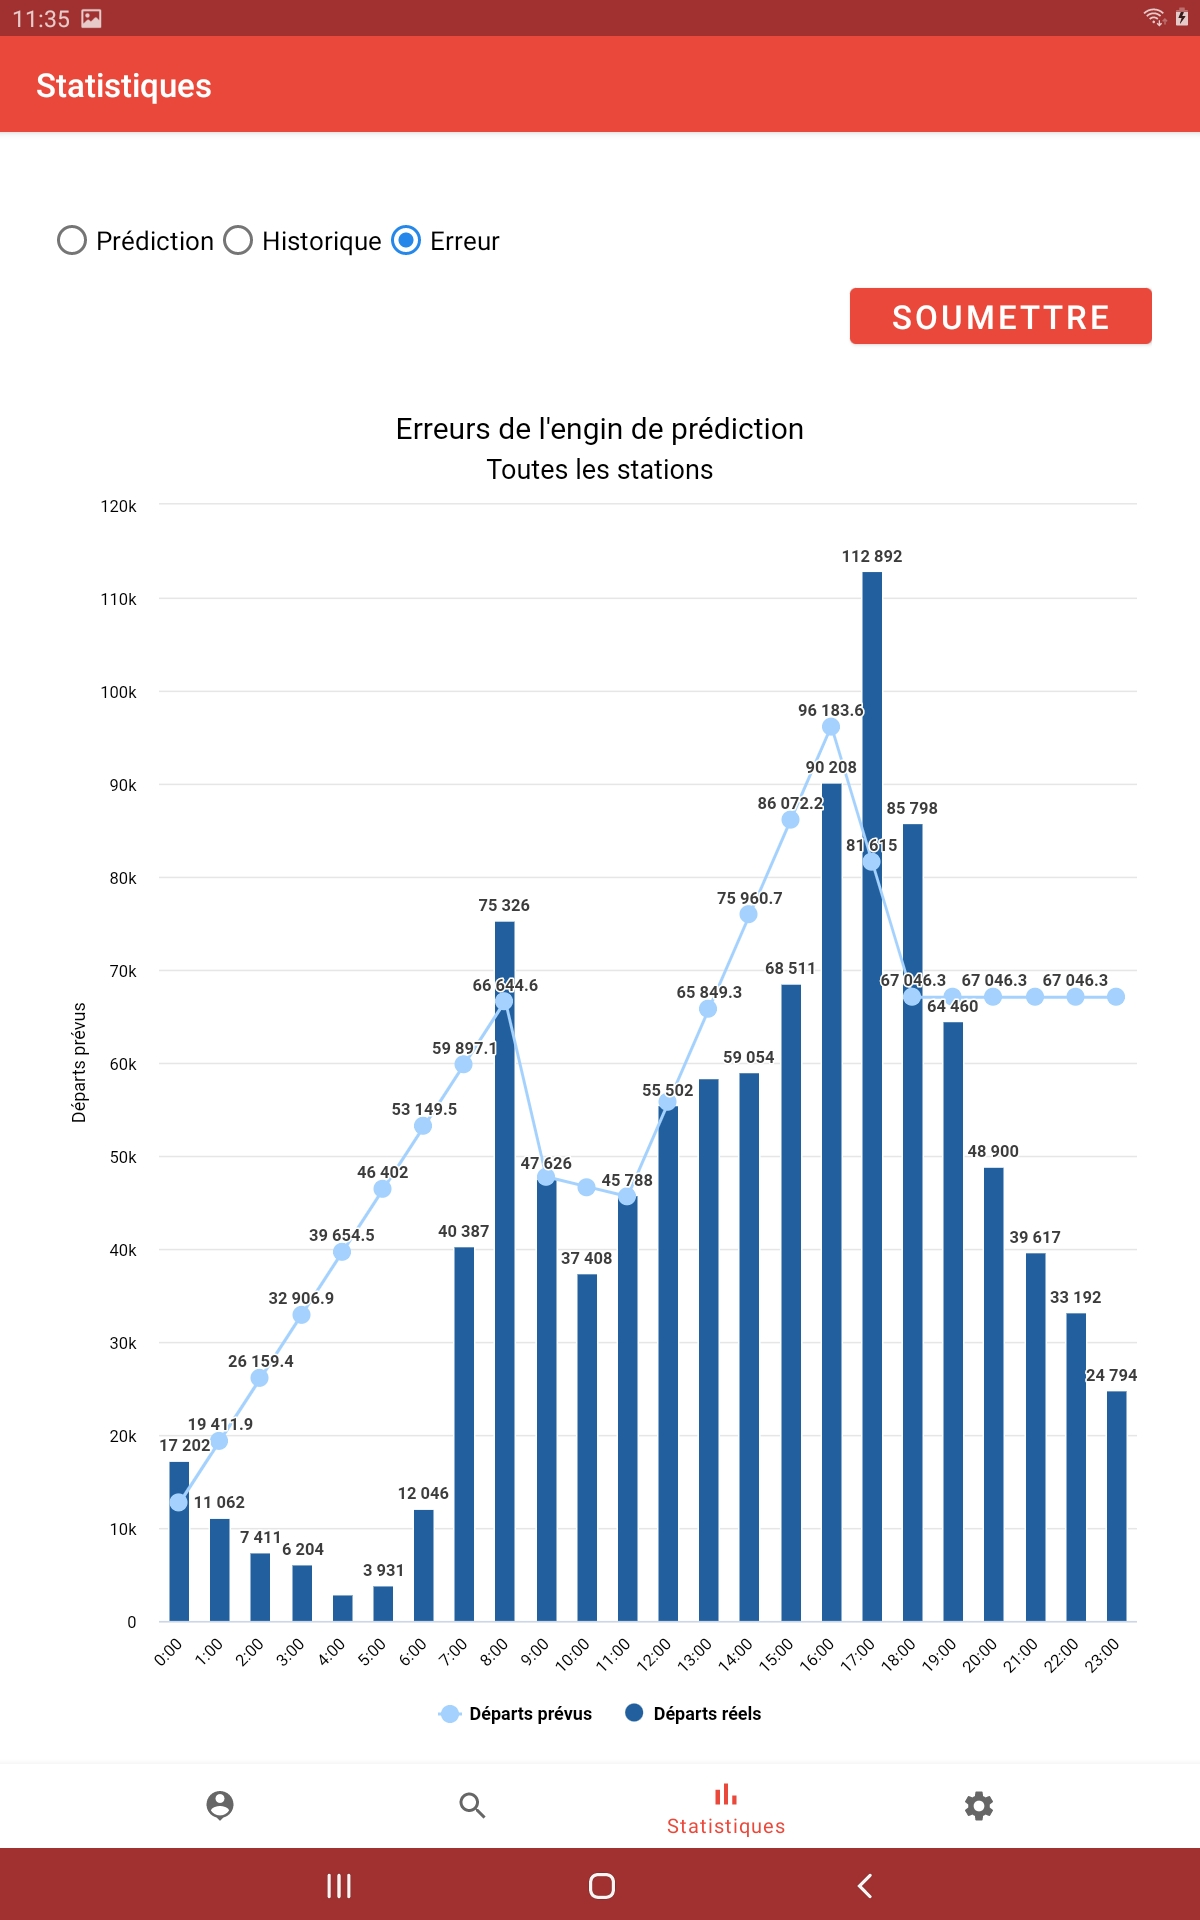 11:35
Statistiques
Prédiction Historique Erreur
SOUMETTRE
Erreurs de l'engin de prédiction
Toutes les stations
Départs prévus
120k
110k
100k
90k
80k
70k
60k
50k
40k
30k
20k
10k
0
112 892
96 183.6
90 208
86 072.2
85 798
81 615
75 326
75 960.7
68 511
66 644.6
67 046.3
67 046.3
67 046.3
65 849.3
64 460
59 897.1
59 054
55 502
53 149.5
48 900
47 626
46 402
45 788
40 387
39 654.5
39 617
37 408
32 906.9
33 192
26 159.4
24 794
19 411.9
17 202
11 062
12 046
7 411
6 204
3 931
0:00 1:00 2:00 3:00 4:00 5:00 6:00 7:00 8:00 9:00 10:00 11:00 12:00 13:00 14:00 15:00 16:00 17:00 18:00 19:00 20:00 21:00 22:00 23:00
Départs prévus Départs réels
Statistiques